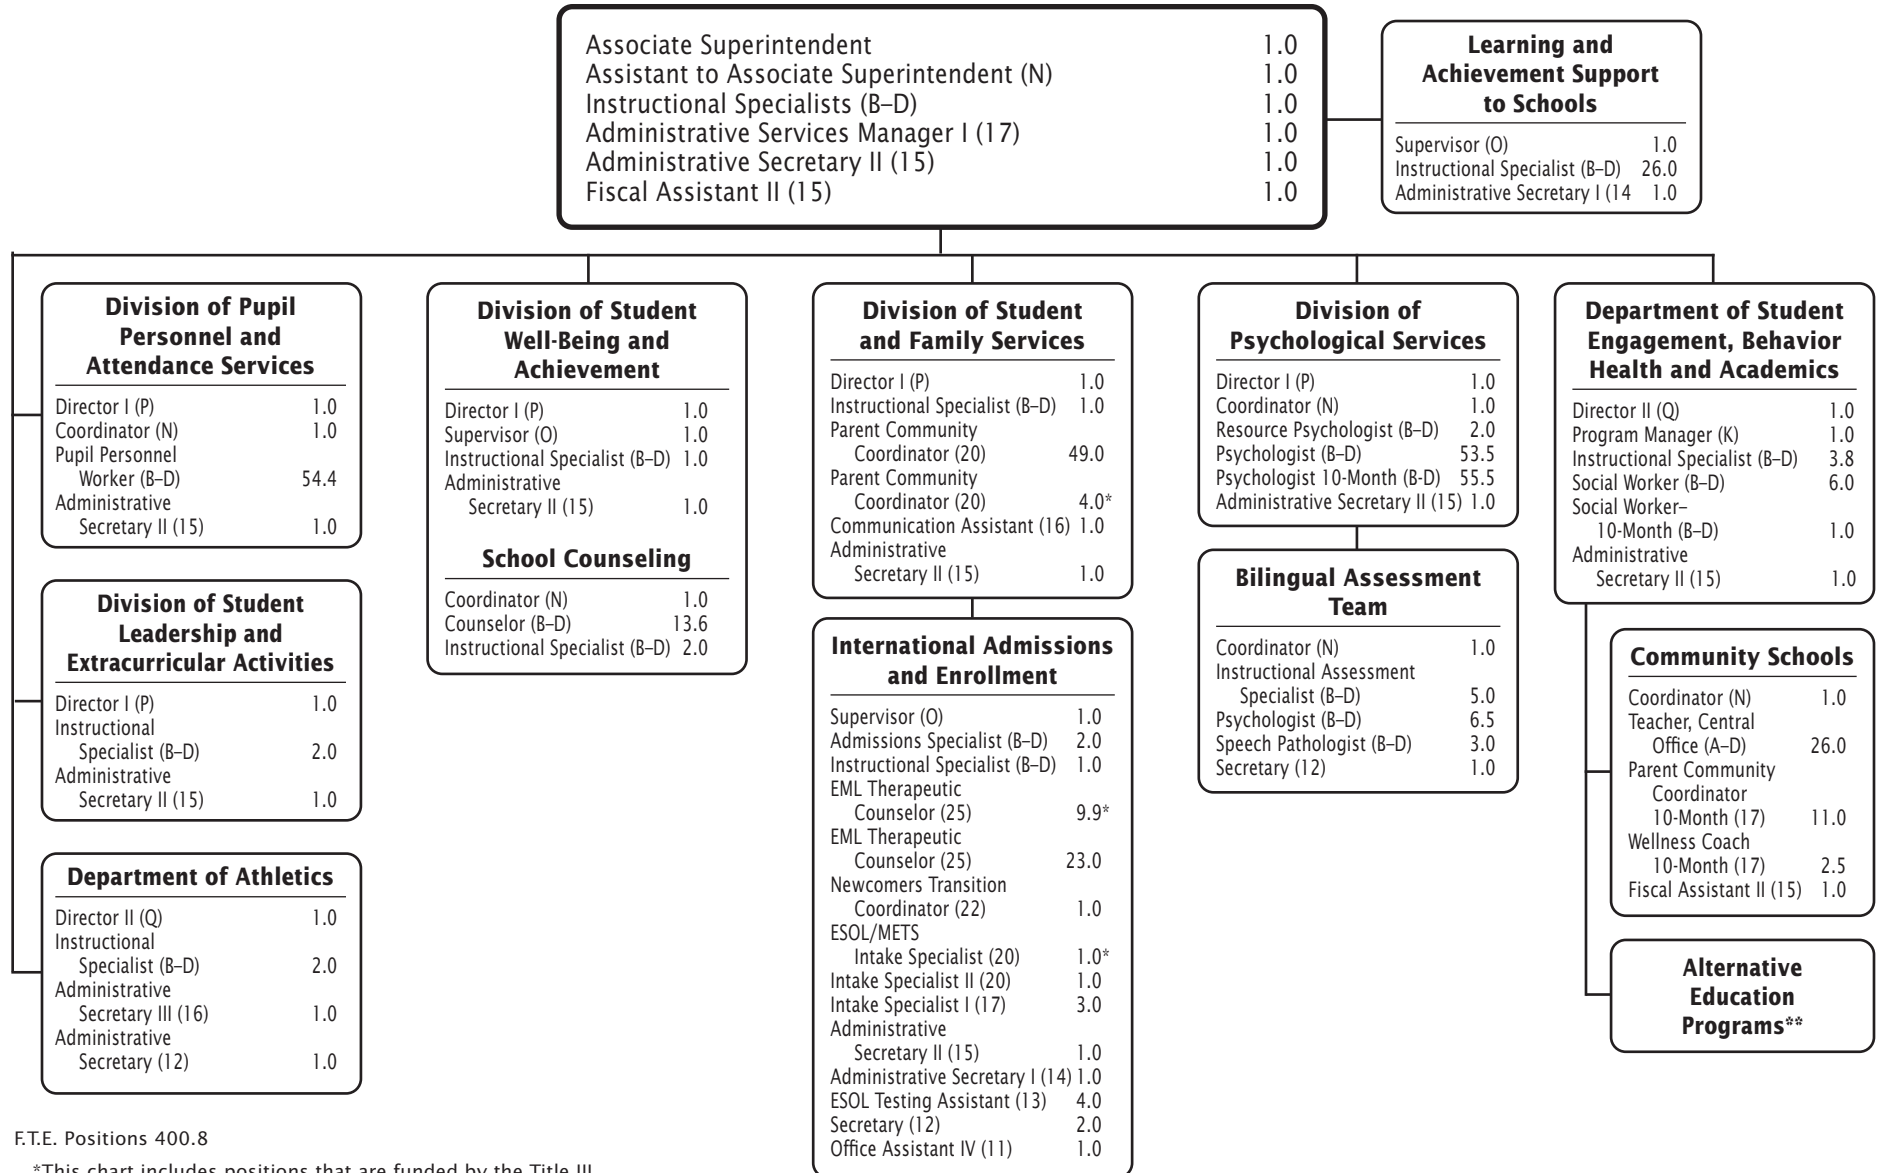 Associate Superintendent 1.0
Assistant to Associate Superintendent (N) 1.0
Instructional Specialists (B–D) 1.0
Administrative Services Manager I (17) 1.0
Administrative Secretary II (15) 1.0
Fiscal Assistant II (15) 1.0
Learning and
Achievement Support
to Schools
Supervisor (O) 1.0
Instructional Specialist (B–D) 26.0
Administrative Secretary I (14 1.0
Division of Pupil
Personnel and
Attendance Services
Director I (P) 1.0
Coordinator (N) 1.0
Pupil Personnel
Worker (B–D) 54.4
Administrative
Secretary II (15) 1.0
Division of Student
Leadership and
Extracurricular Activities
Director I (P) 1.0
Instructional
Specialist (B–D) 2.0
Administrative
Secretary II (15) 1.0
Department of Athletics
Director II (Q) 1.0
Instructional
Specialist (B–D) 2.0
Administrative
Secretary III (16) 1.0
Administrative
Secretary (12) 1.0
Division of Student
Well-Being and
Achievement
Director I (P) 1.0
Supervisor (O) 1.0
Instructional Specialist (B–D) 1.0
Administrative
Secretary II (15) 1.0
School Counseling
Coordinator (N) 1.0
Counselor (B–D) 13.6
Instructional Specialist (B–D) 2.0
Division of Student
and Family Services
Director I (P) 1.0
Instructional Specialist (B–D) 1.0
Parent Community
Coordinator (20) 49.0
Parent Community
Coordinator (20) 4.0*
Communication Assistant (16) 1.0
Administrative
Secretary II (15) 1.0
International Admissions
and Enrollment
Supervisor (O) 1.0
Admissions Specialist (B–D) 2.0
Instructional Specialist (B–D) 1.0
EML Therapeutic
Counselor (25) 9.9*
EML Therapeutic
Counselor (25) 23.0
Newcomers Transition
Coordinator (22) 1.0
ESOL/METS
Intake Specialist (20) 1.0*
Intake Specialist II (20) 1.0
Intake Specialist I (17) 3.0
Administrative
Secretary II (15) 1.0
Administrative Secretary I (14) 1.0
ESOL Testing Assistant (13) 4.0
Secretary (12) 2.0
Office Assistant IV (11) 1.0
Division of
Psychological Services
Director I (P) 1.0
Coordinator (N) 1.0
Resource Psychologist (B–D) 2.0
Psychologist (B–D) 53.5
Psychologist 10-Month (B-D) 55.5
Administrative Secretary II (15) 1.0
Bilingual Assessment
Team
Coordinator (N) 1.0
Instructional Assessment
Specialist (B–D) 5.0
Psychologist (B–D) 6.5
Speech Pathologist (B–D) 3.0
Secretary (12) 1.0
Department of Student
Engagement, Behavior
Health and Academics
Director II (Q) 1.0
Program Manager (K) 1.0
Instructional Specialist (B–D) 3.8
Social Worker (B–D) 6.0
Social Worker–
10-Month (B–D) 1.0
Administrative
Secretary II (15) 1.0
Community Schools
Coordinator (N) 1.0
Teacher, Central
Office (A–D) 26.0
Parent Community
Coordinator
10-Month (17) 11.0
Wellness Coach
10-Month (17) 2.5
Fiscal Assistant II (15) 1.0
Alternative
Education
Programs**
F.T.E. Positions 400.8
*This chart includes positions that are funded by the Title III